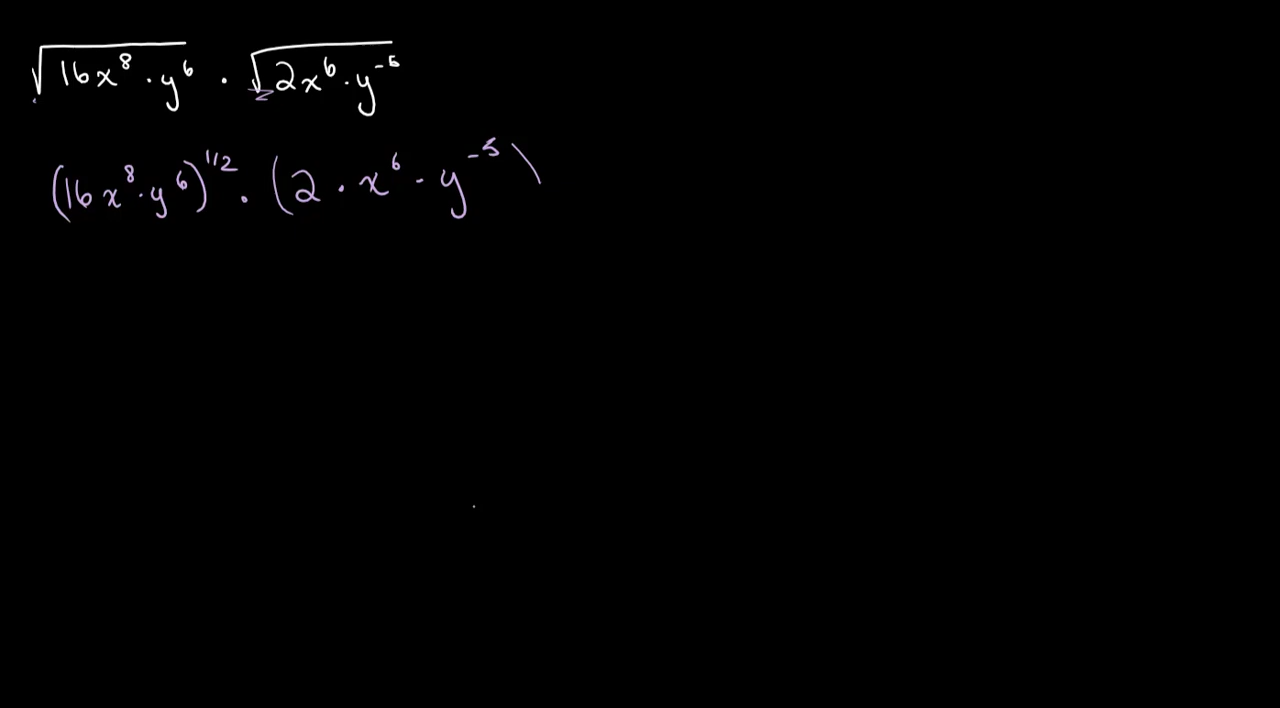 √(16x⁸ · y⁶) · √(2x⁶ · y⁻⁵)
(16x⁸ · y⁶)^1/2 · (2 · x⁶ · y⁻⁵)